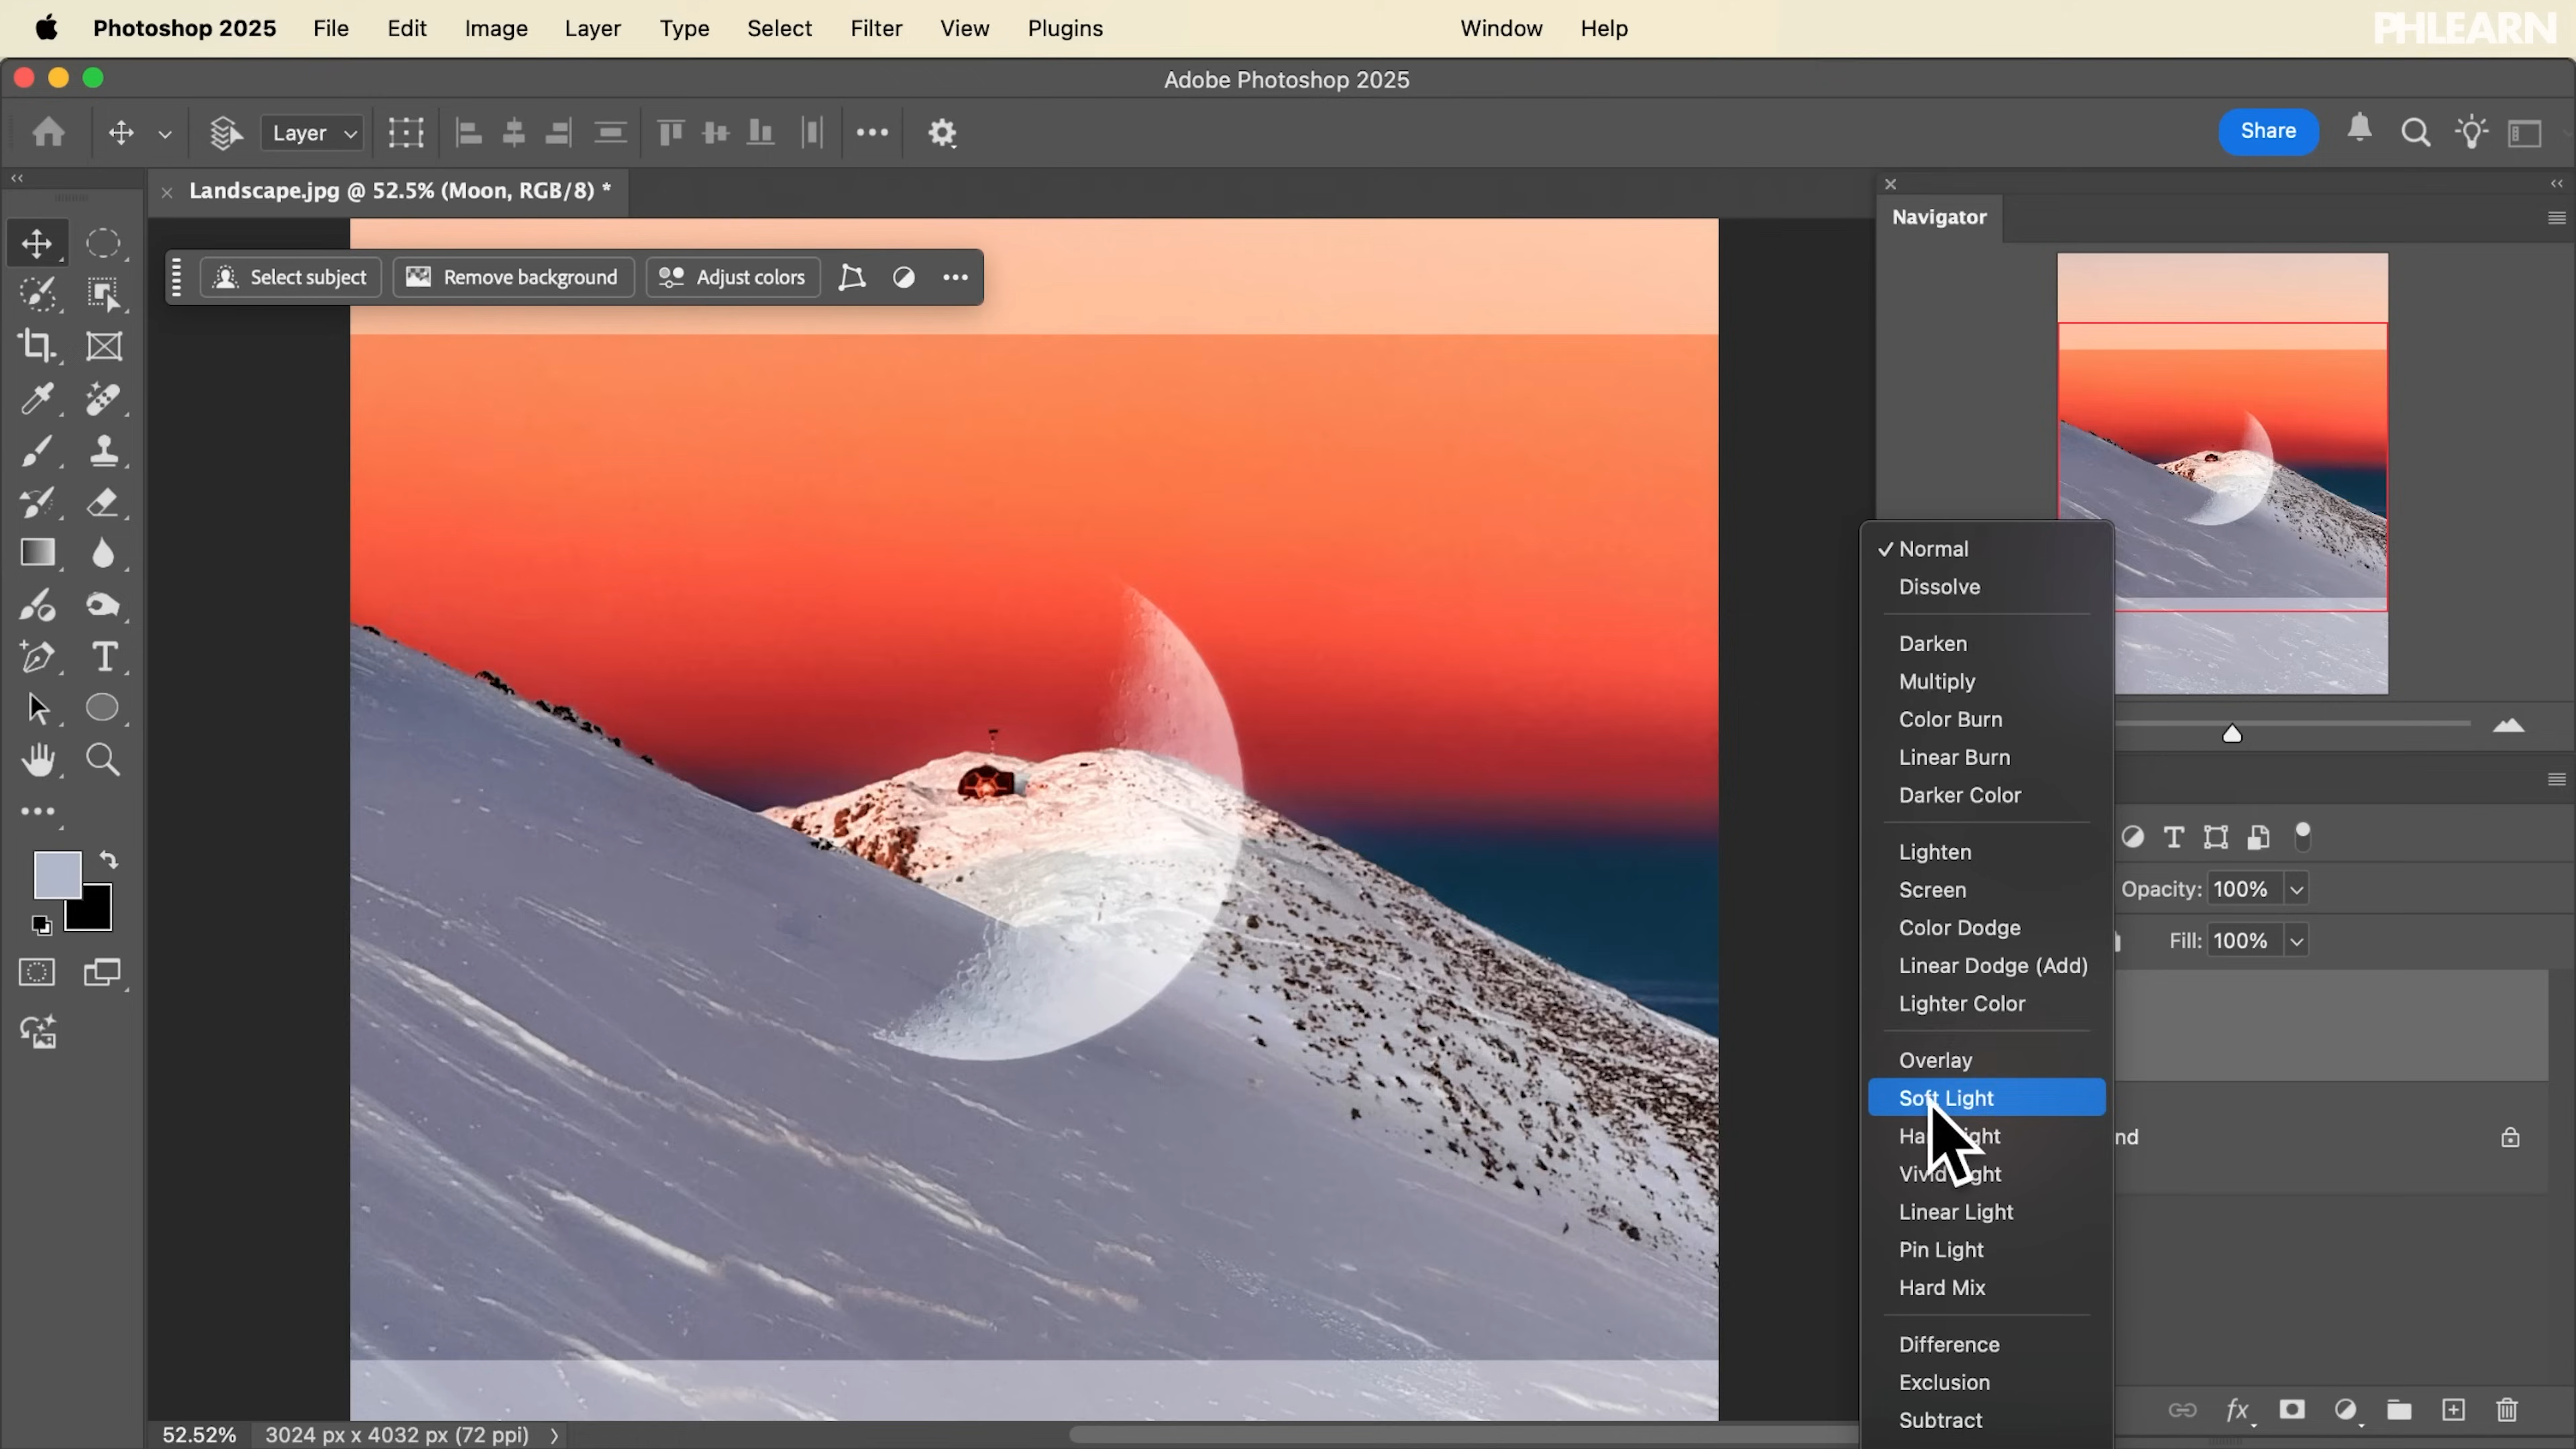 Photoshop 2025 File Edit Image Layer Type Select Filter View Plugins Window Help
PHLEARN
Adobe Photoshop 2025
Layer
Share
Landscape.jpg @ 52.5% (Moon, RGB/8) *
Navigator
Select subject Remove background Adjust colors
Normal
Dissolve
Darken
Multiply
Color Burn
Linear Burn
Darker Color
Lighten
Screen
Color Dodge
Linear Dodge (Add)
Lighter Color
Overlay
Soft Light
Hard Light
Vivid Light
Linear Light
Pin Light
Hard Mix
Difference
Exclusion
Subtract
Opacity: 100%
Fill: 100%
nd
52.52% 3024 px x 4032 px (72 ppi)